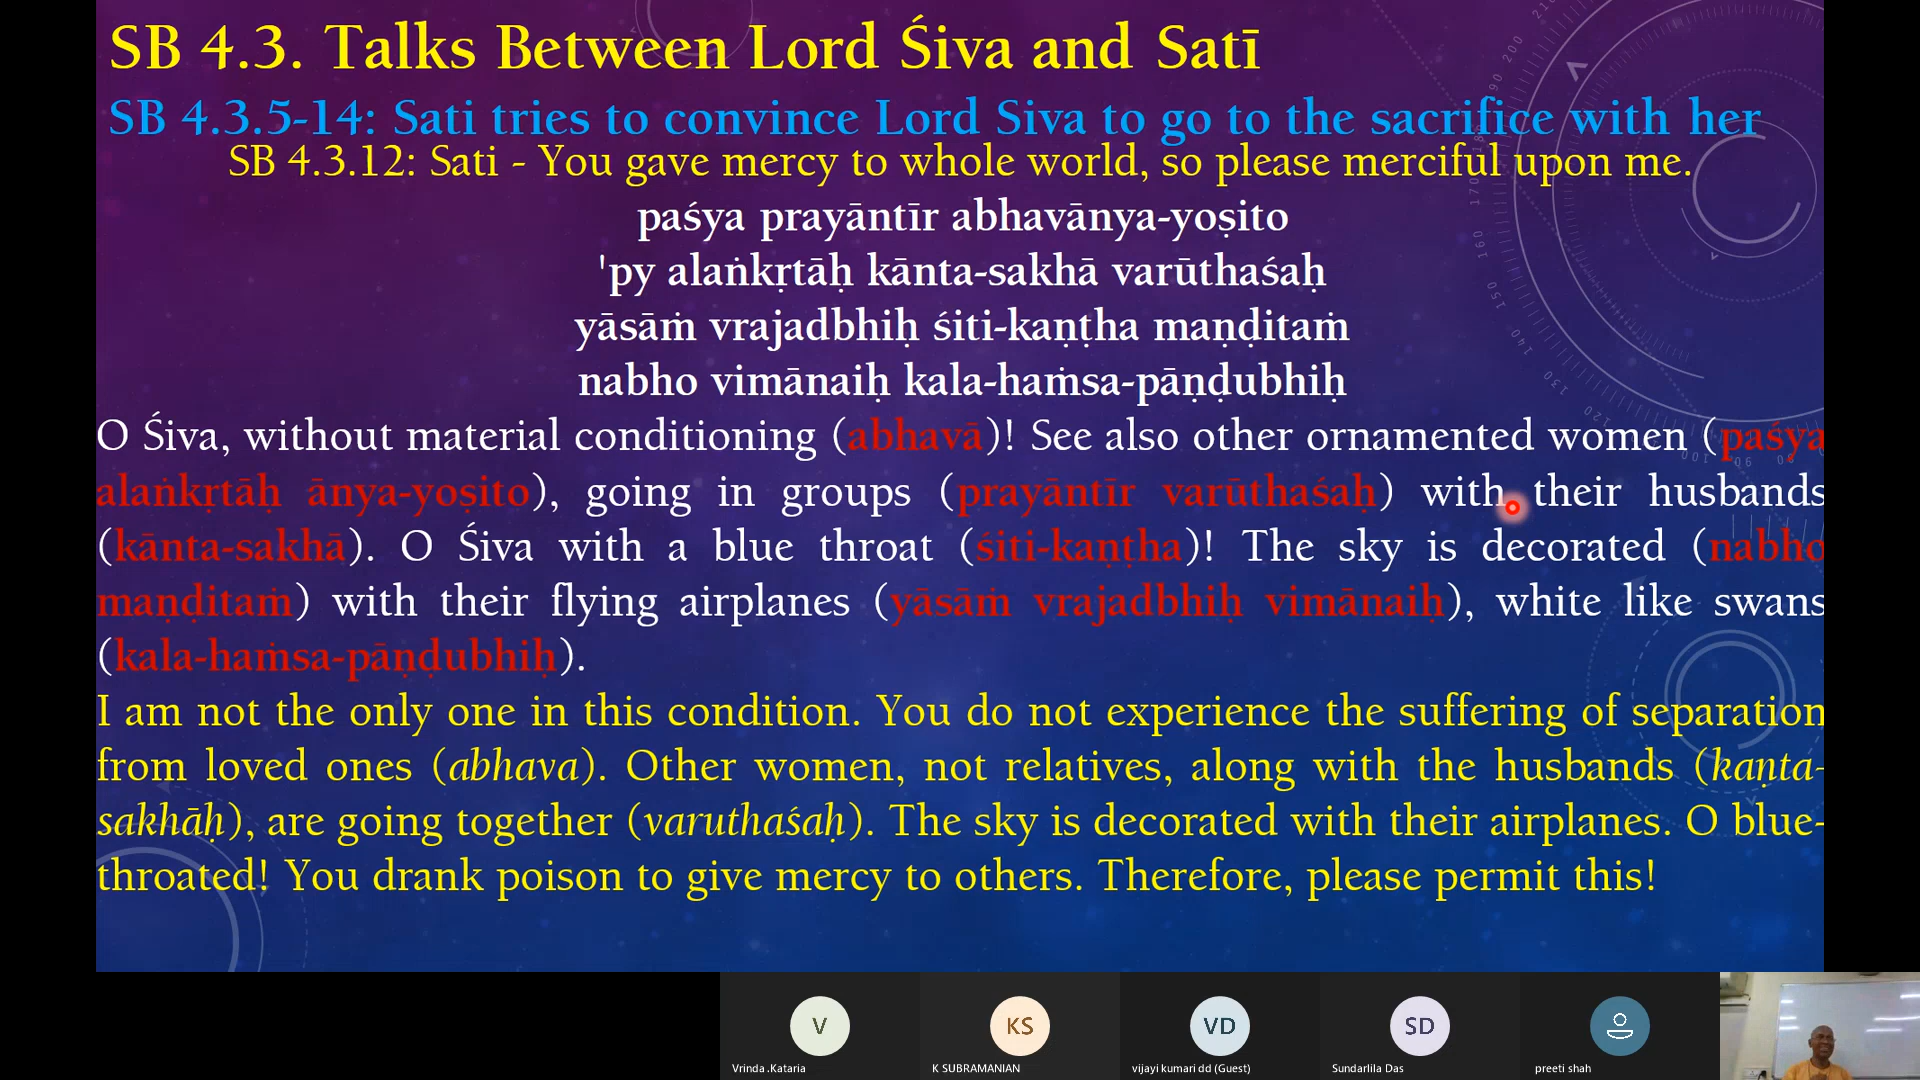 SB 4.3. Talks Between Lord Śiva and Satī
SB 4.3.5-14: Sati tries to convince Lord Siva to go to the sacrifice with her
SB 4.3.12: Sati - You gave mercy to whole world, so please merciful upon me.
paśya prayāntīr abhavānya-yoṣito
'py alaṅkṛtāḥ kānta-sakhā varūthaśaḥ
yāsāṁ vrajadbhiḥ śiti-kaṇṭha maṇḍitaṁ
nabho vimānaiḥ kala-haṁsa-pāṇḍubhiḥ
O Śiva, without material conditioning (abhavā)! See also other ornamented women (paśya
alaṅkṛtāḥ ānya-yoṣito), going in groups (prayāntīr varūthaśaḥ) with their husbands
(kānta-sakhā). O Śiva with a blue throat (śiti-kaṇṭha)! The sky is decorated (nabho
maṇḍitaṁ) with their flying airplanes (yāsāṁ vrajadbhiḥ vimānaiḥ), white like swans
(kala-haṁsa-pāṇḍubhiḥ).
I am not the only one in this condition. You do not experience the suffering of separation
from loved ones (abhava). Other women, not relatives, along with the husbands (kaṇta-
sakhāḥ), are going together (varuthaśaḥ). The sky is decorated with their airplanes. O blue-
throated! You drank poison to give mercy to others. Therefore, please permit this!
V KS VD SD
Vrinda .Kataria K SUBRAMANIAN vijayi kumari dd (Guest) Sundarlila Das preeti shah